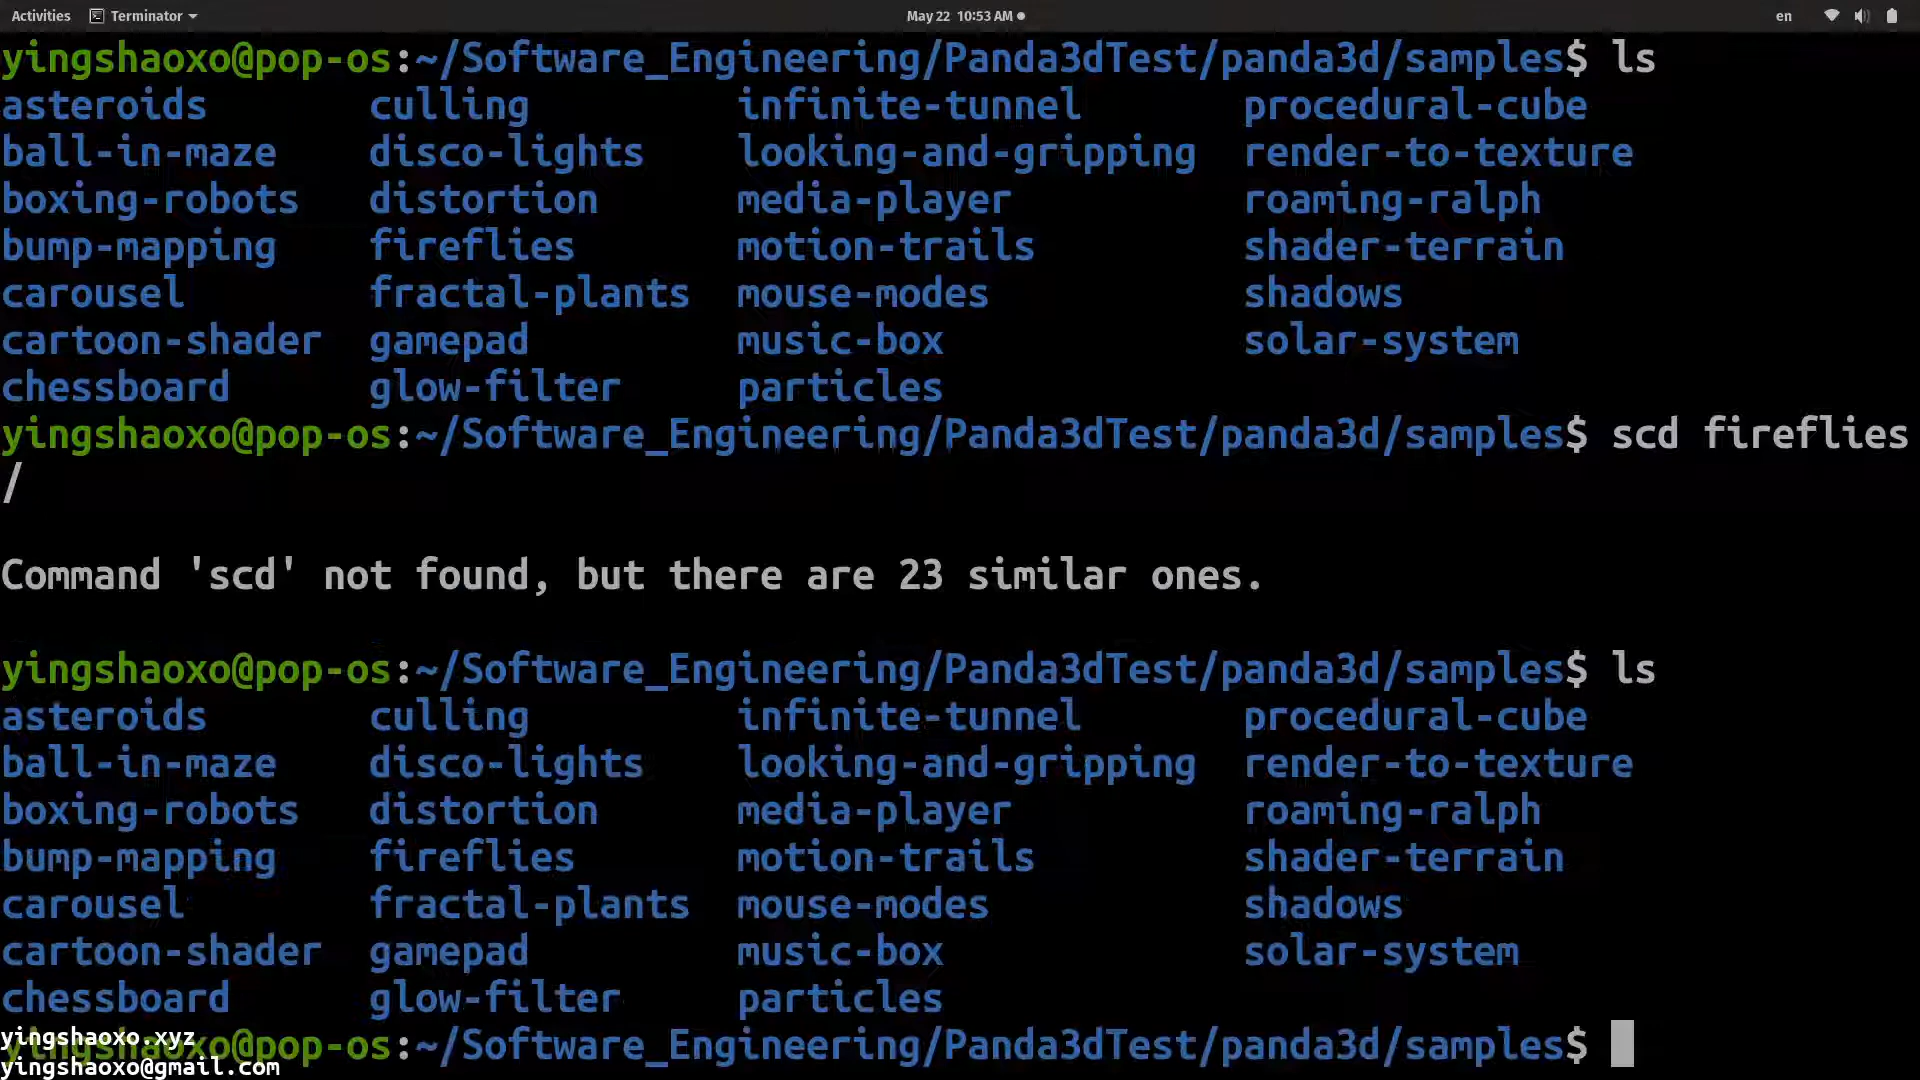 Activities Terminator May 22 10:53 AM en
yingshaoxo@pop-os:~/Software_Engineering/Panda3dTest/panda3d/samples$ ls
asteroids culling infinite-tunnel procedural-cube
ball-in-maze disco-lights looking-and-gripping render-to-texture
boxing-robots distortion media-player roaming-ralph
bump-mapping fireflies motion-trails shader-terrain
carousel fractal-plants mouse-modes shadows
cartoon-shader gamepad music-box solar-system
chessboard glow-filter particles
yingshaoxo@pop-os:~/Software_Engineering/Panda3dTest/panda3d/samples$ scd fireflies
/
Command 'scd' not found, but there are 23 similar ones.
yingshaoxo@pop-os:~/Software_Engineering/Panda3dTest/panda3d/samples$ ls
asteroids culling infinite-tunnel procedural-cube
ball-in-maze disco-lights looking-and-gripping render-to-texture
boxing-robots distortion media-player roaming-ralph
bump-mapping fireflies motion-trails shader-terrain
carousel fractal-plants mouse-modes shadows
cartoon-shader gamepad music-box solar-system
chessboard glow-filter particles
yingshaoxo.xyz
yingshaoxo@pop-os:~/Software_Engineering/Panda3dTest/panda3d/samples$
yingshaoxo@gmail.com